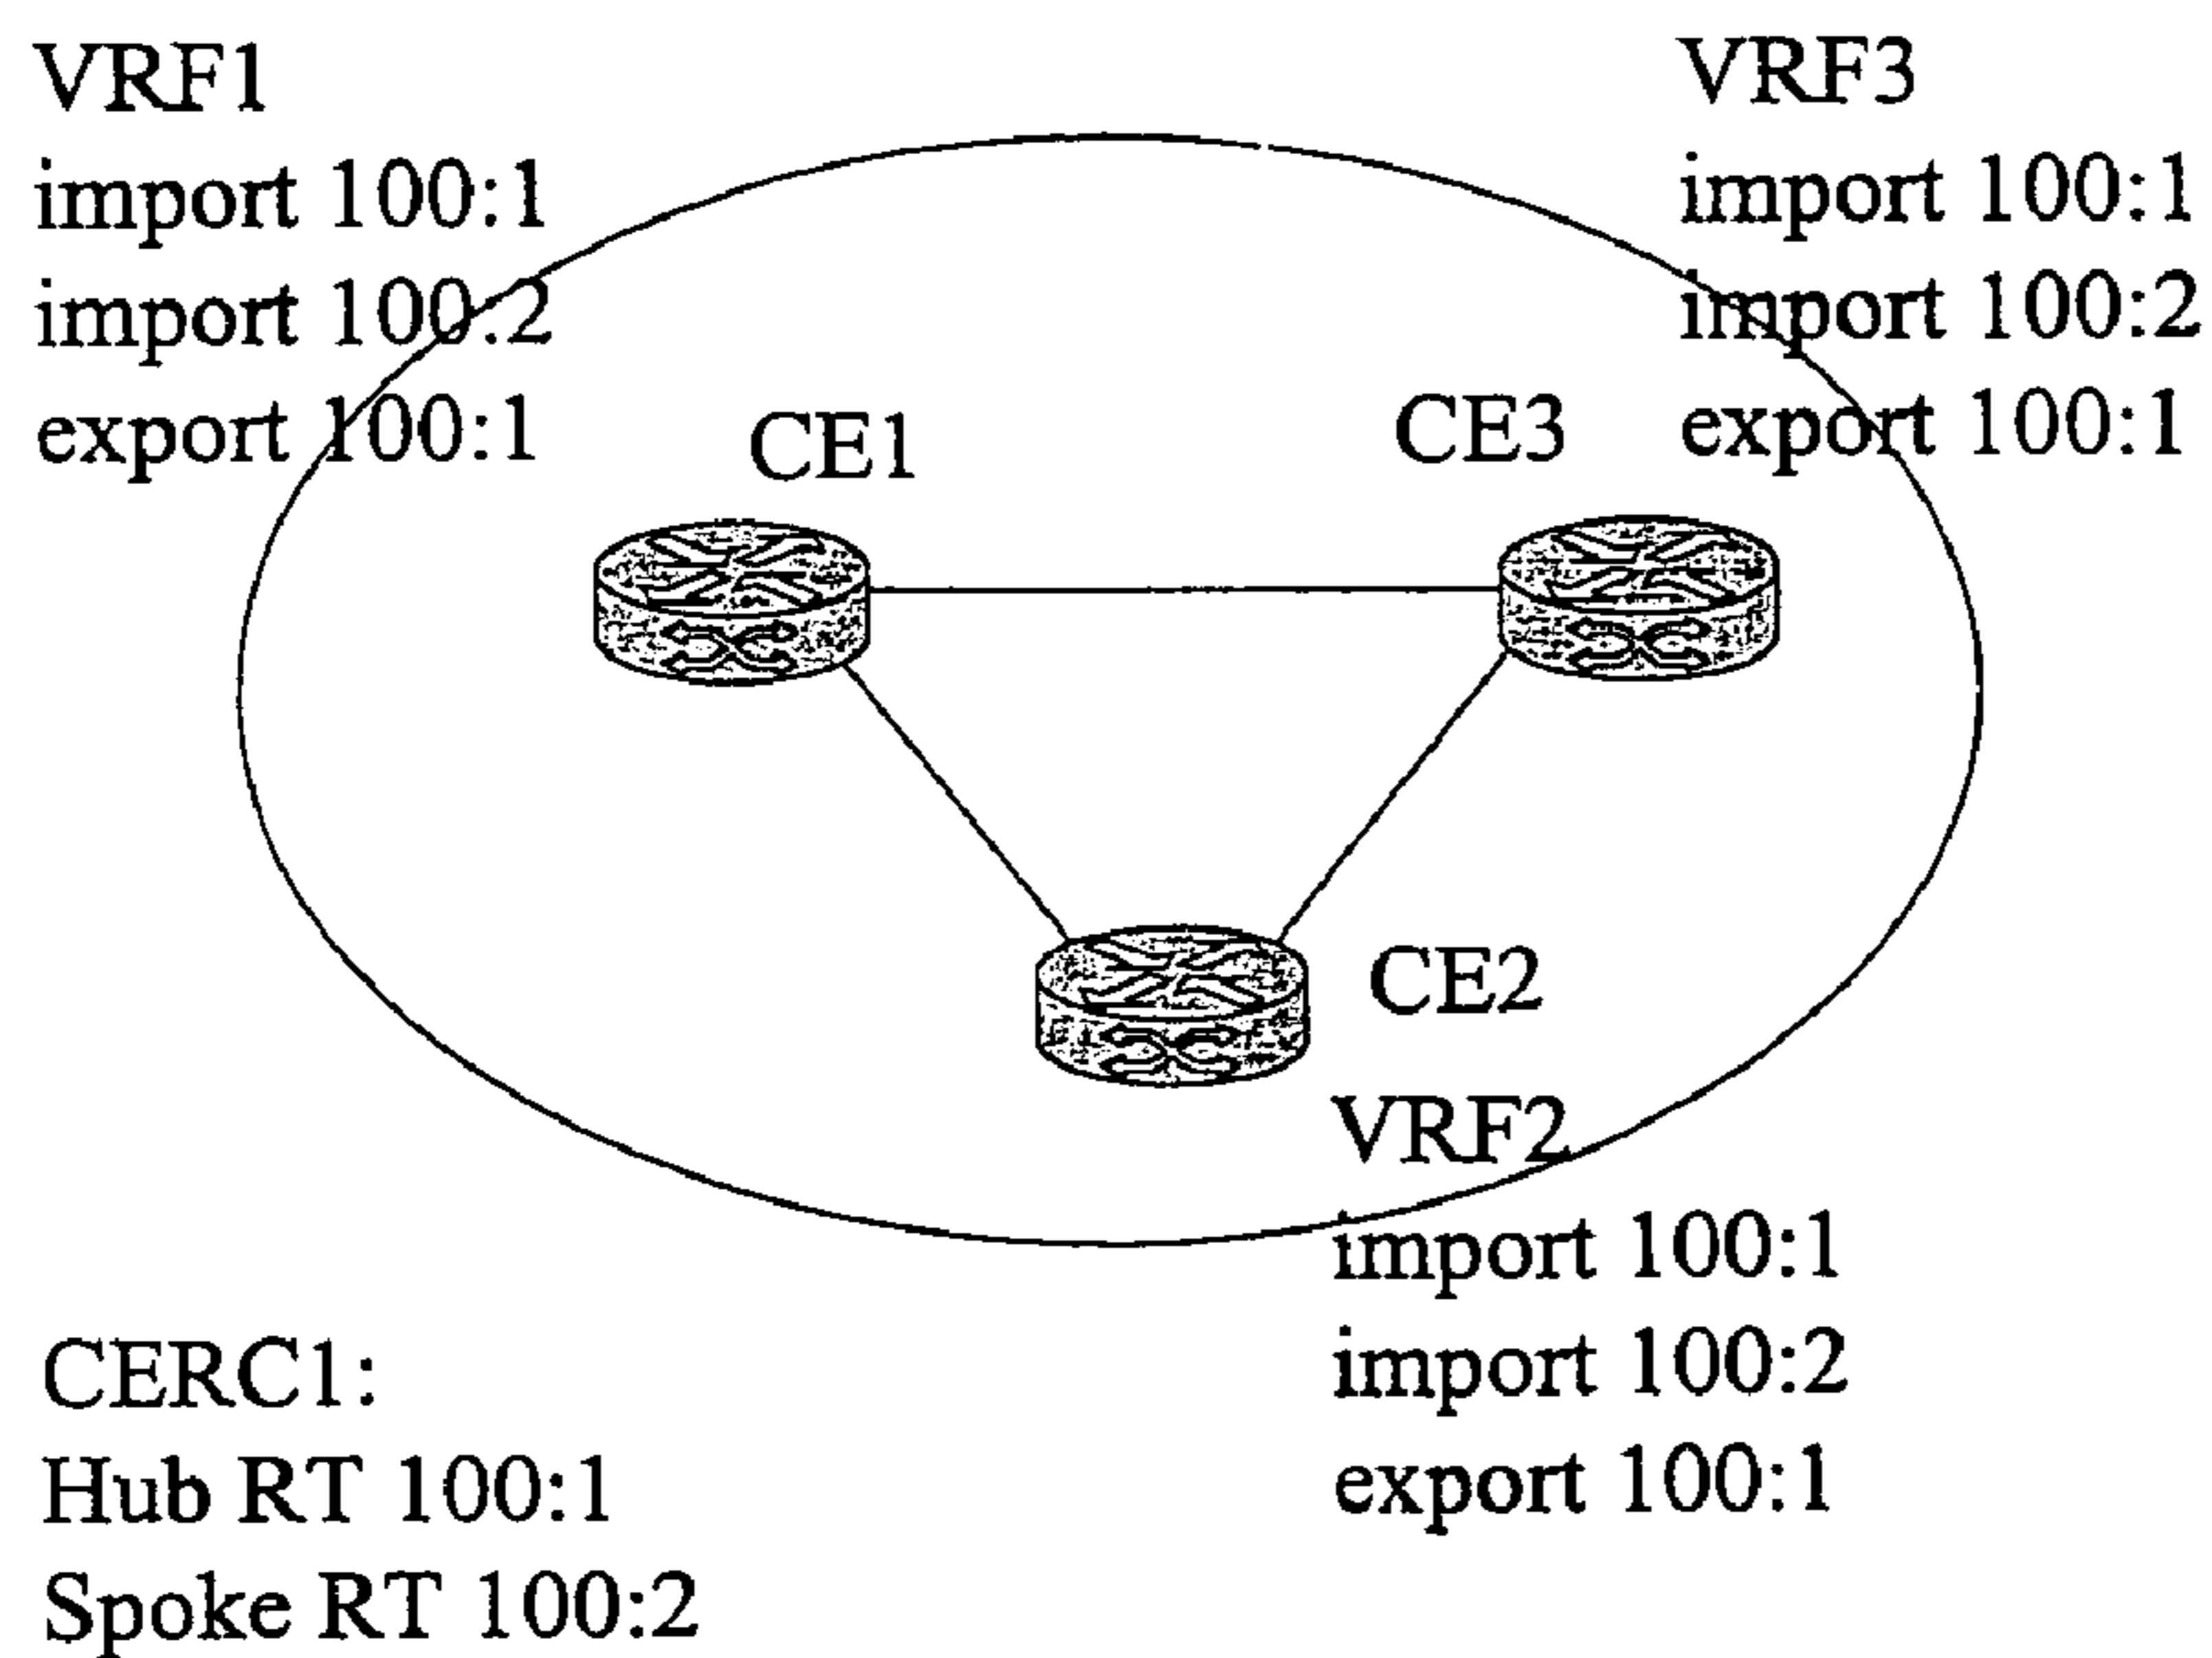 VRF1
import 100:1
import 100:2
export 100:1
VRF3
import 100:1
import 100:2
export 100:1
CE1
CE3
CE2
VRF2
import 100:1
import 100:2
export 100:1
CERC1:
Hub RT 100:1
Spoke RT 100:2